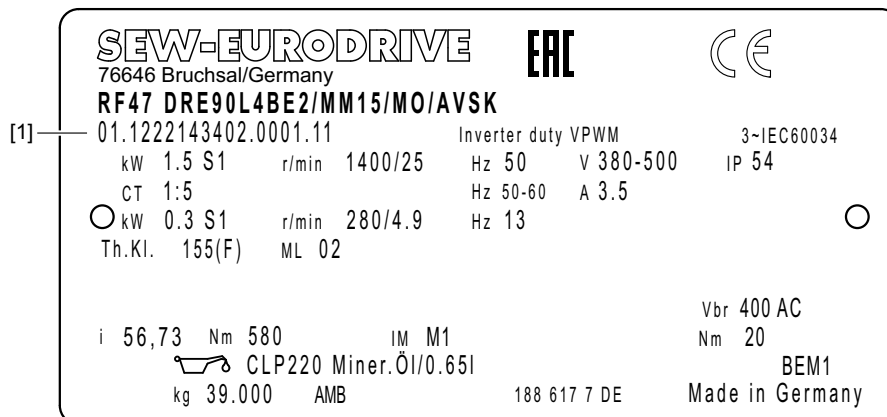 SEW-EURODRIVE EAC CE
76646 Bruchsal/Germany
RF47 DRE90L4BE2/MM15/MO/AVSK
[1] 01.1222143402.0001.11 Inverter duty VPWM 3~IEC60034
kW 1.5 S1 r/min 1400/25 Hz 50 V 380-500 IP 54
CT 1:5 Hz 50-60 A 3.5
kW 0.3 S1 r/min 280/4.9 Hz 13
Th.Kl. 155(F) ML 02
Vbr 400 AC
i 56,73 Nm 580 IM M1 Nm 20
CLP220 Miner.Öl/0.65l BEM1
kg 39.000 AMB 188 617 7 DE Made in Germany